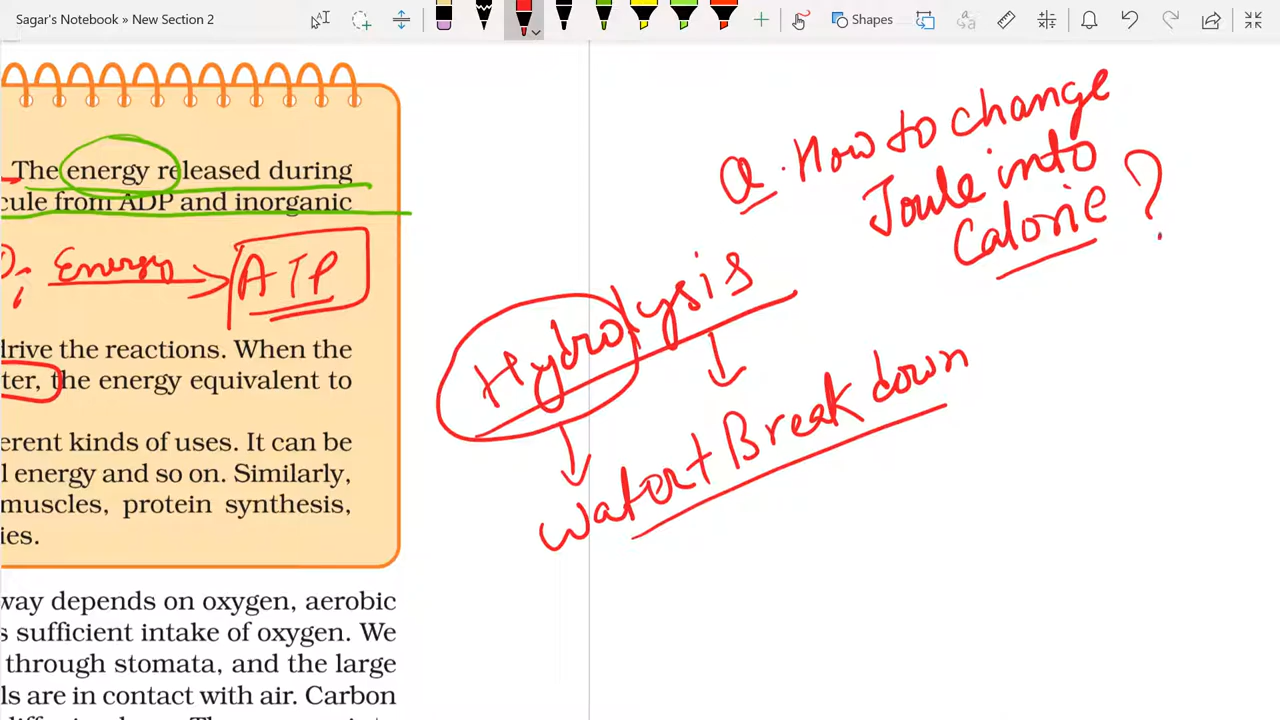 Sagar's Notebook » New Section 2
Shapes
The energy released during
cule from ADP and inorganic
Energy → ATP
drive the reactions. When the
ter, the energy equivalent to
erent kinds of uses. It can be
l energy and so on. Similarly,
muscles, protein synthesis,
ies.
way depends on oxygen, aerobic
s sufficient intake of oxygen. We
through stomata, and the large
ls are in contact with air. Carbon
Q. How to change
Joule into
Calorie?
Hydrolysis
water + Break down